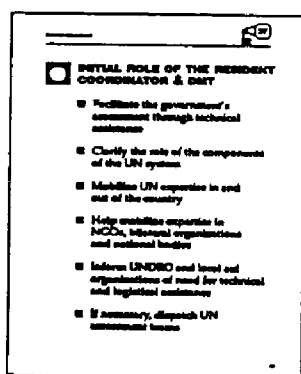 INITIAL ROLE OF THE RESIDENT
COORDINATOR & DMT
Facilitate the government's
assessment through technical
assistance
Clarify the role of the components
of the UN system
Mobilize UN expertise in and
out of the country
Help mobilize expertise in
NGOs, bilateral organizations
and national bodies
Inform UNDRO and local aid
organizations of need for technical
and logistical assistance
If necessary, dispatch UN
assessment teams